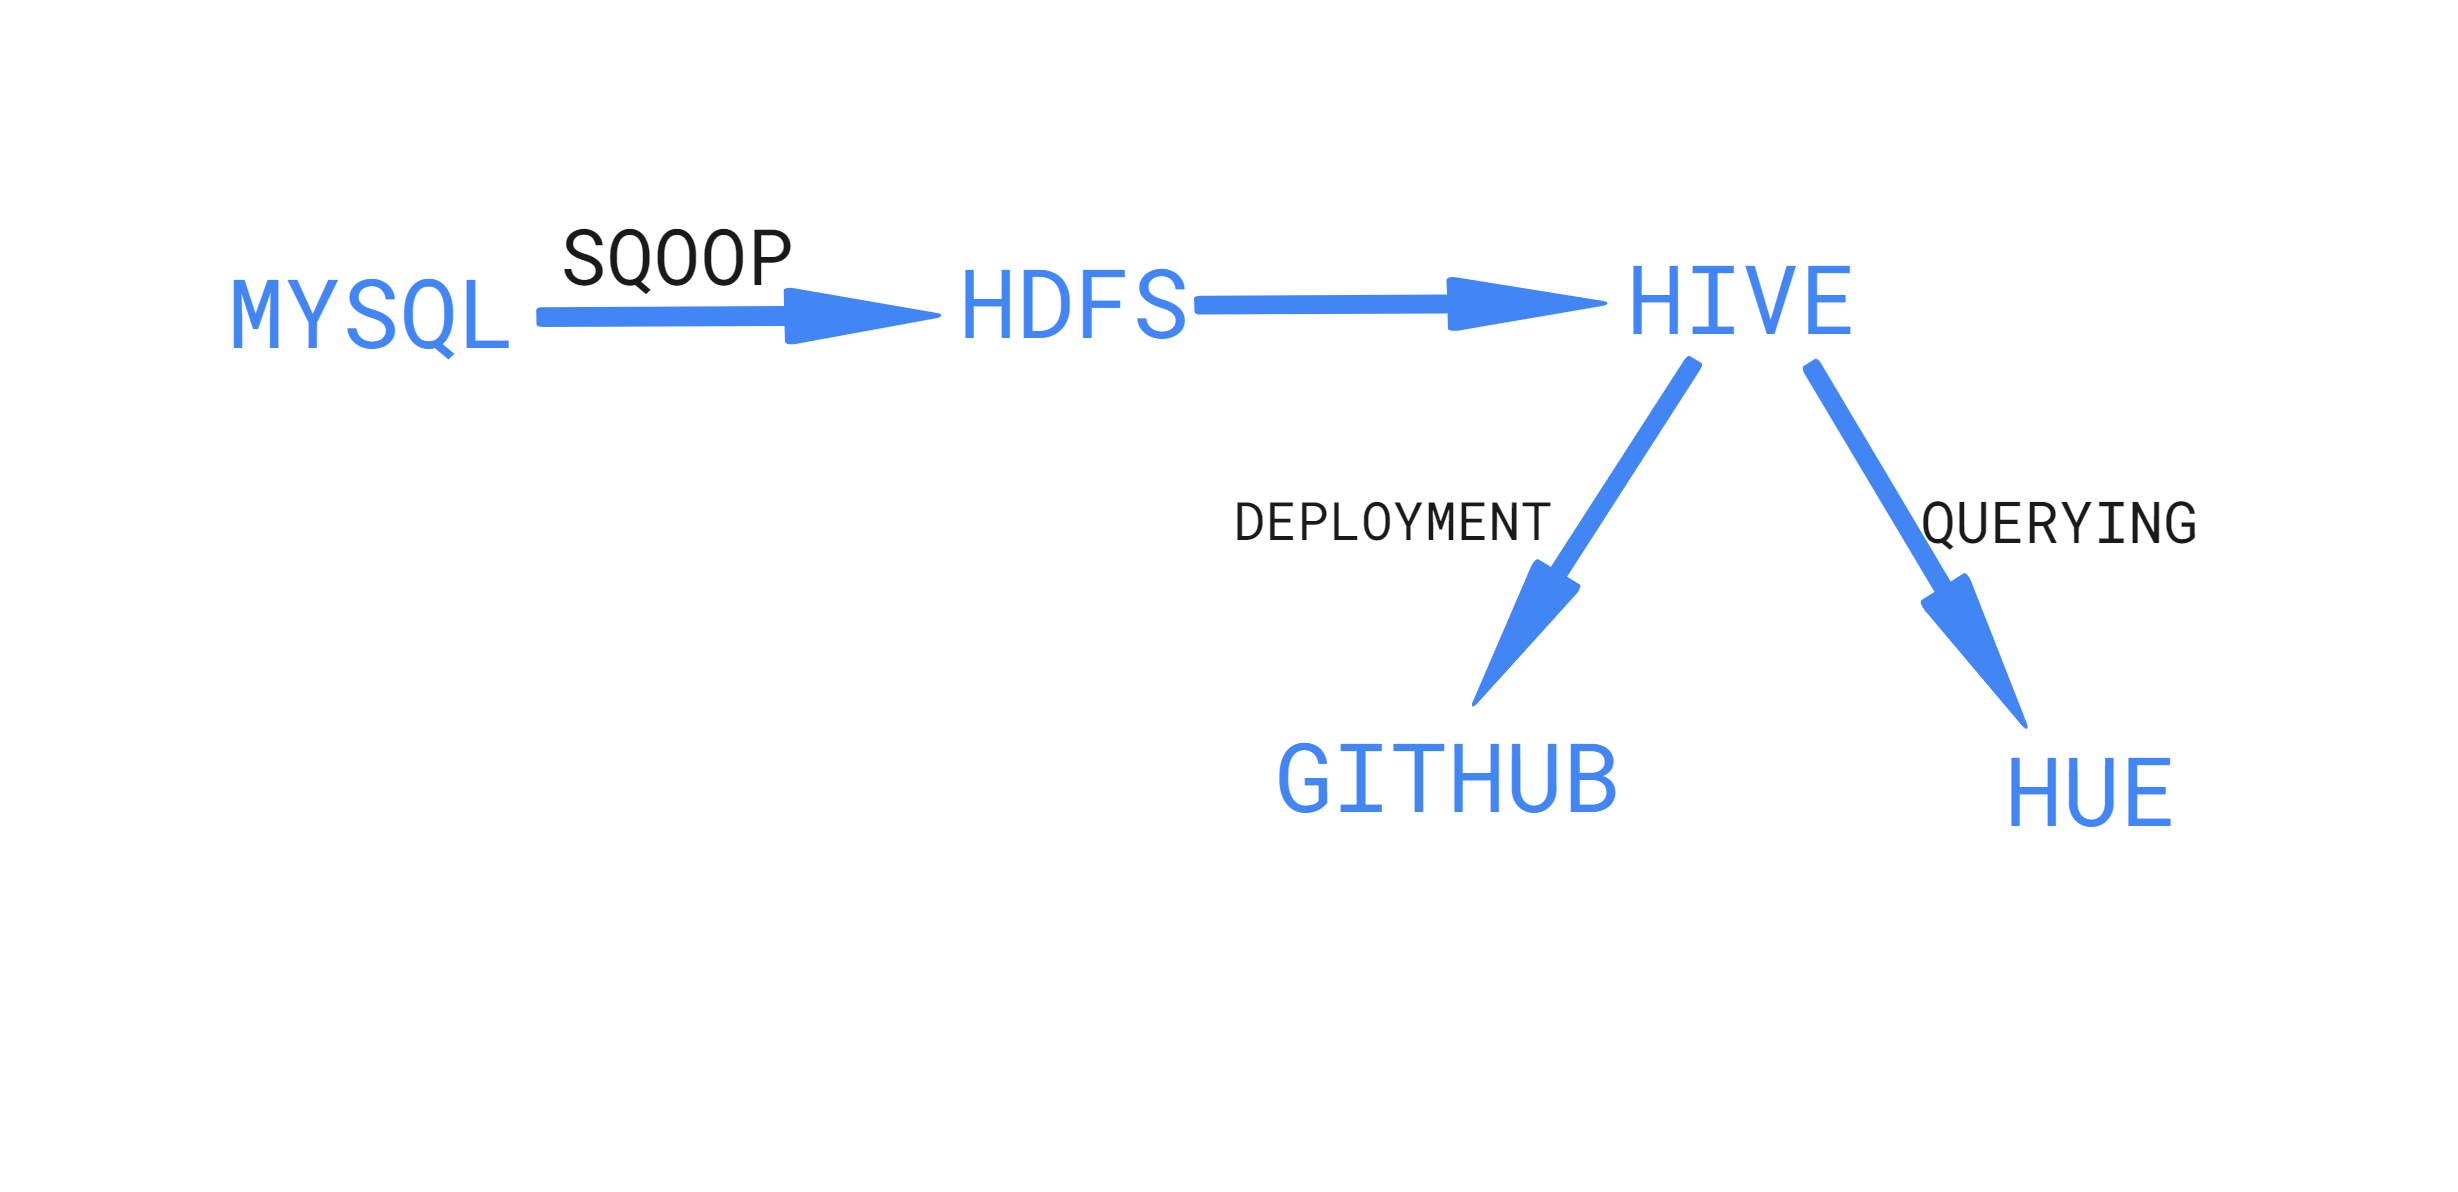 SQOOP
MYSQL
HDFS
HIVE
DEPLOYMENT
QUERYING
GITHUB
HUE